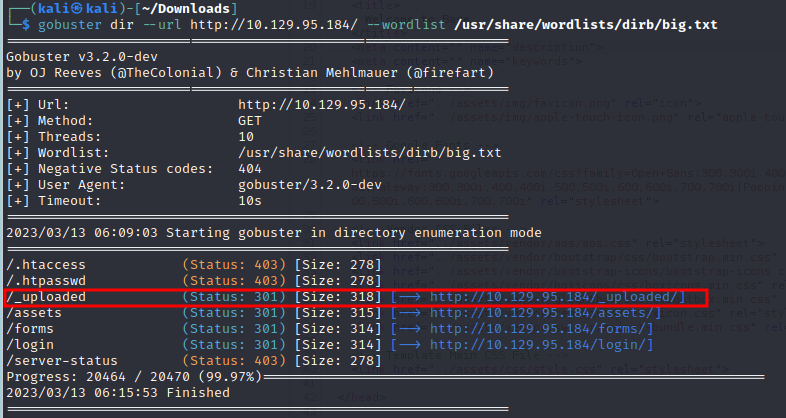 ┌──(kali㉿kali)-[~/Downloads]
└─$ gobuster dir --url http://10.129.95.184/ --wordlist /usr/share/wordlists/dirb/big.txt
===============================================================
Gobuster v3.2.0-dev
by OJ Reeves (@TheColonial) & Christian Mehlmauer (@firefart)
===============================================================
[+] Url:                     http://10.129.95.184/
[+] Method:                  GET
[+] Threads:                 10
[+] Wordlist:                /usr/share/wordlists/dirb/big.txt
[+] Negative Status codes:   404
[+] User Agent:              gobuster/3.2.0-dev
[+] Timeout:                 10s
===============================================================
2023/03/13 06:09:03 Starting gobuster in directory enumeration mode
===============================================================
/.htaccess            (Status: 403) [Size: 278]
/.htpasswd            (Status: 403) [Size: 278]
/_uploaded            (Status: 301) [Size: 318] [--> http://10.129.95.184/_uploaded/]
/assets               (Status: 301) [Size: 315] [--> http://10.129.95.184/assets/]
/forms                (Status: 301) [Size: 314] [--> http://10.129.95.184/forms/]
/login                (Status: 301) [Size: 314] [--> http://10.129.95.184/login/]
/server-status        (Status: 403) [Size: 278]
Progress: 20464 / 20470 (99.97%)===============================================================
2023/03/13 06:15:53 Finished
===============================================================